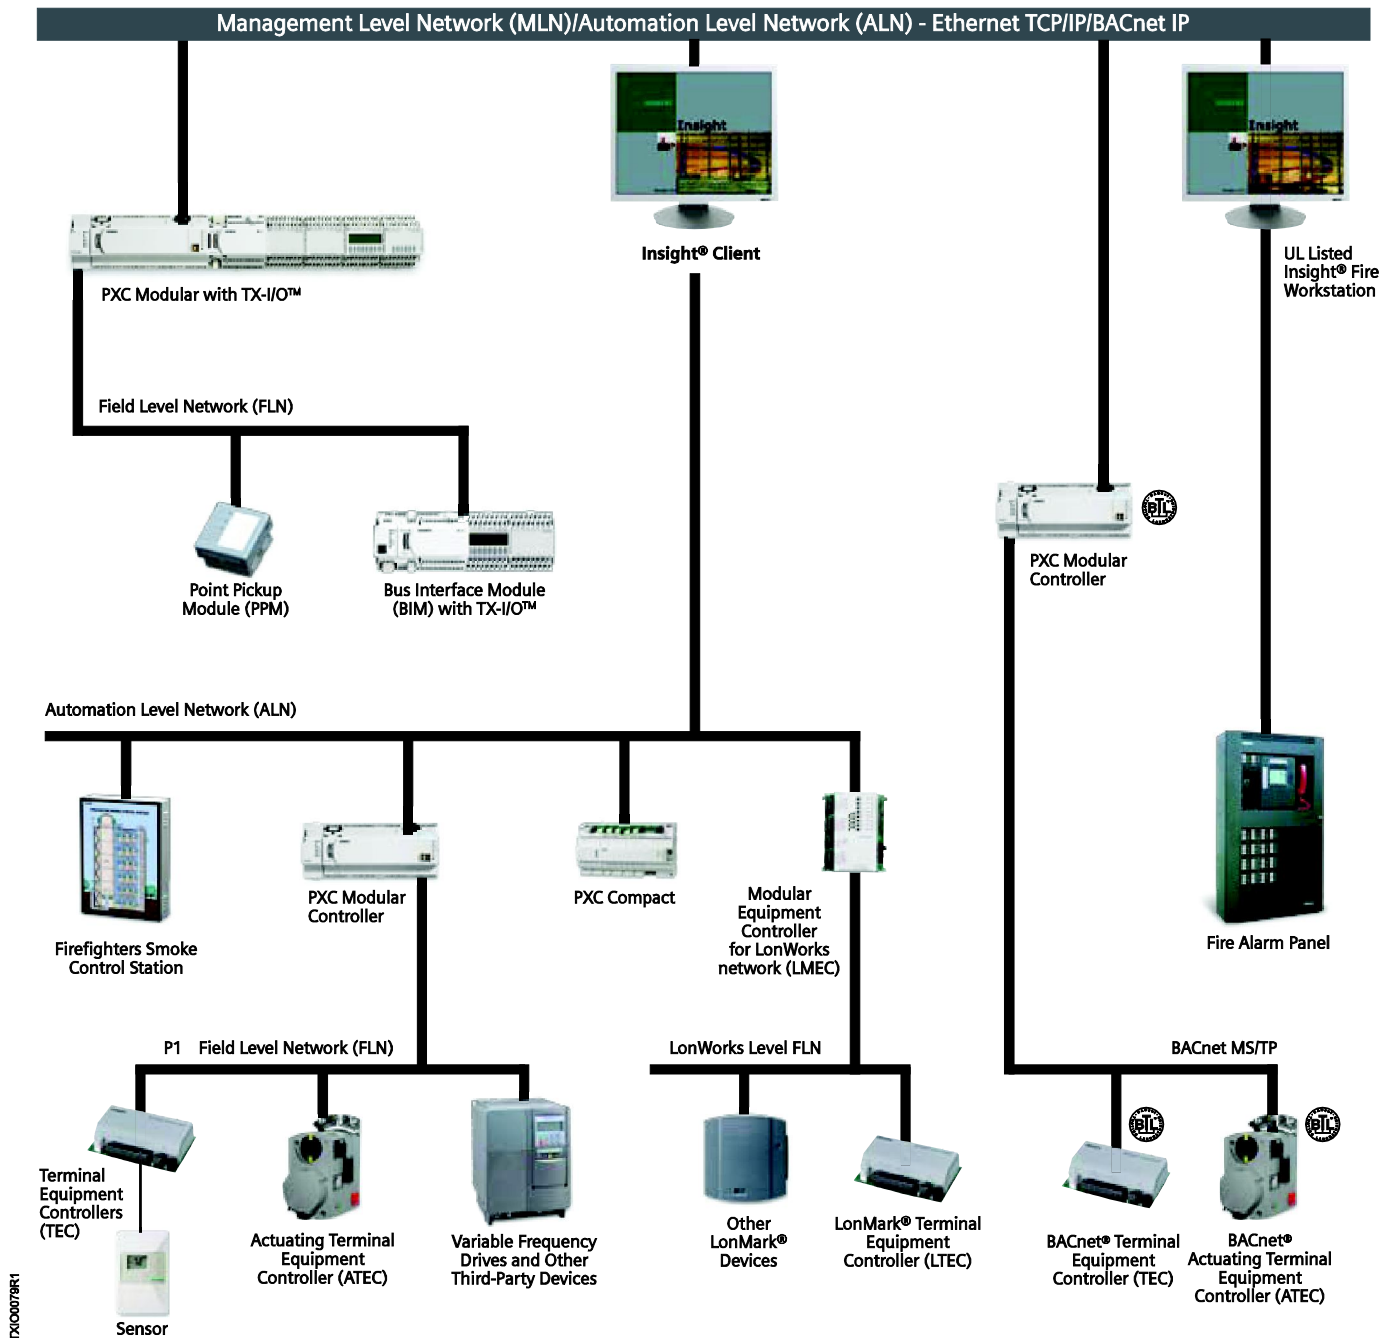 Management Level Network (MLN)/Automation Level Network (ALN) - Ethernet TCP/IP/BACnet IP
Insight
Insight
Insight® Client
UL Listed
Insight® Fire
Workstation
PXC Modular with TX-I/O™
Field Level Network (FLN)
Point Pickup
Module (PPM)
Bus Interface Module
(BIM) with TX-I/O™
BTL
PXC Modular
Controller
Automation Level Network (ALN)
Firefighters Smoke
Control Station
PXC Modular
Controller
PXC Compact
Modular
Equipment
Controller
for LonWorks
network (LMEC)
Fire Alarm Panel
P1 Field Level Network (FLN)
LonWorks Level FLN
BACnet MS/TP
BTL
BTL
Terminal
Equipment
Controllers
(TEC)
Sensor
Actuating Terminal
Equipment
Controller (ATEC)
Variable Frequency
Drives and Other
Third-Party Devices
Other
LonMark®
Devices
LonMark® Terminal
Equipment
Controller (LTEC)
BACnet® Terminal
Equipment
Controller (TEC)
BACnet®
Actuating Terminal
Equipment
Controller (ATEC)
TXIO0079R1